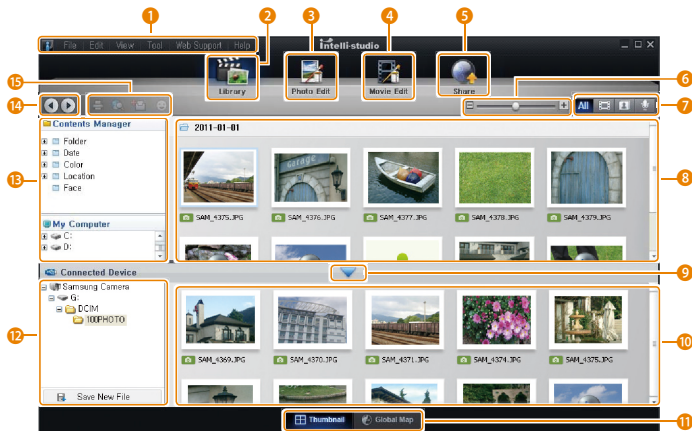 1 2 3 4 5
File Edit View Tool Web Support Help
intelli-studio
Library Photo Edit Movie Edit Share
15
6
14
All
7
Contents Manager
2011-01-01
Folder
Date
Color
Location
Face
13
8
SAM_4375.JPG SAM_4376.JPG SAM_4377.JPG SAM_4378.JPG SAM_4379.JPG
My Computer
C:
D:
Connected Device
9
Samsung Camera
G:
DCIM
100PHOTO
12
10
SAM_4369.JPG SAM_4370.JPG SAM_4371.JPG SAM_4374.JPG SAM_4375.JPG
Save New File
Thumbnail Global Map
11